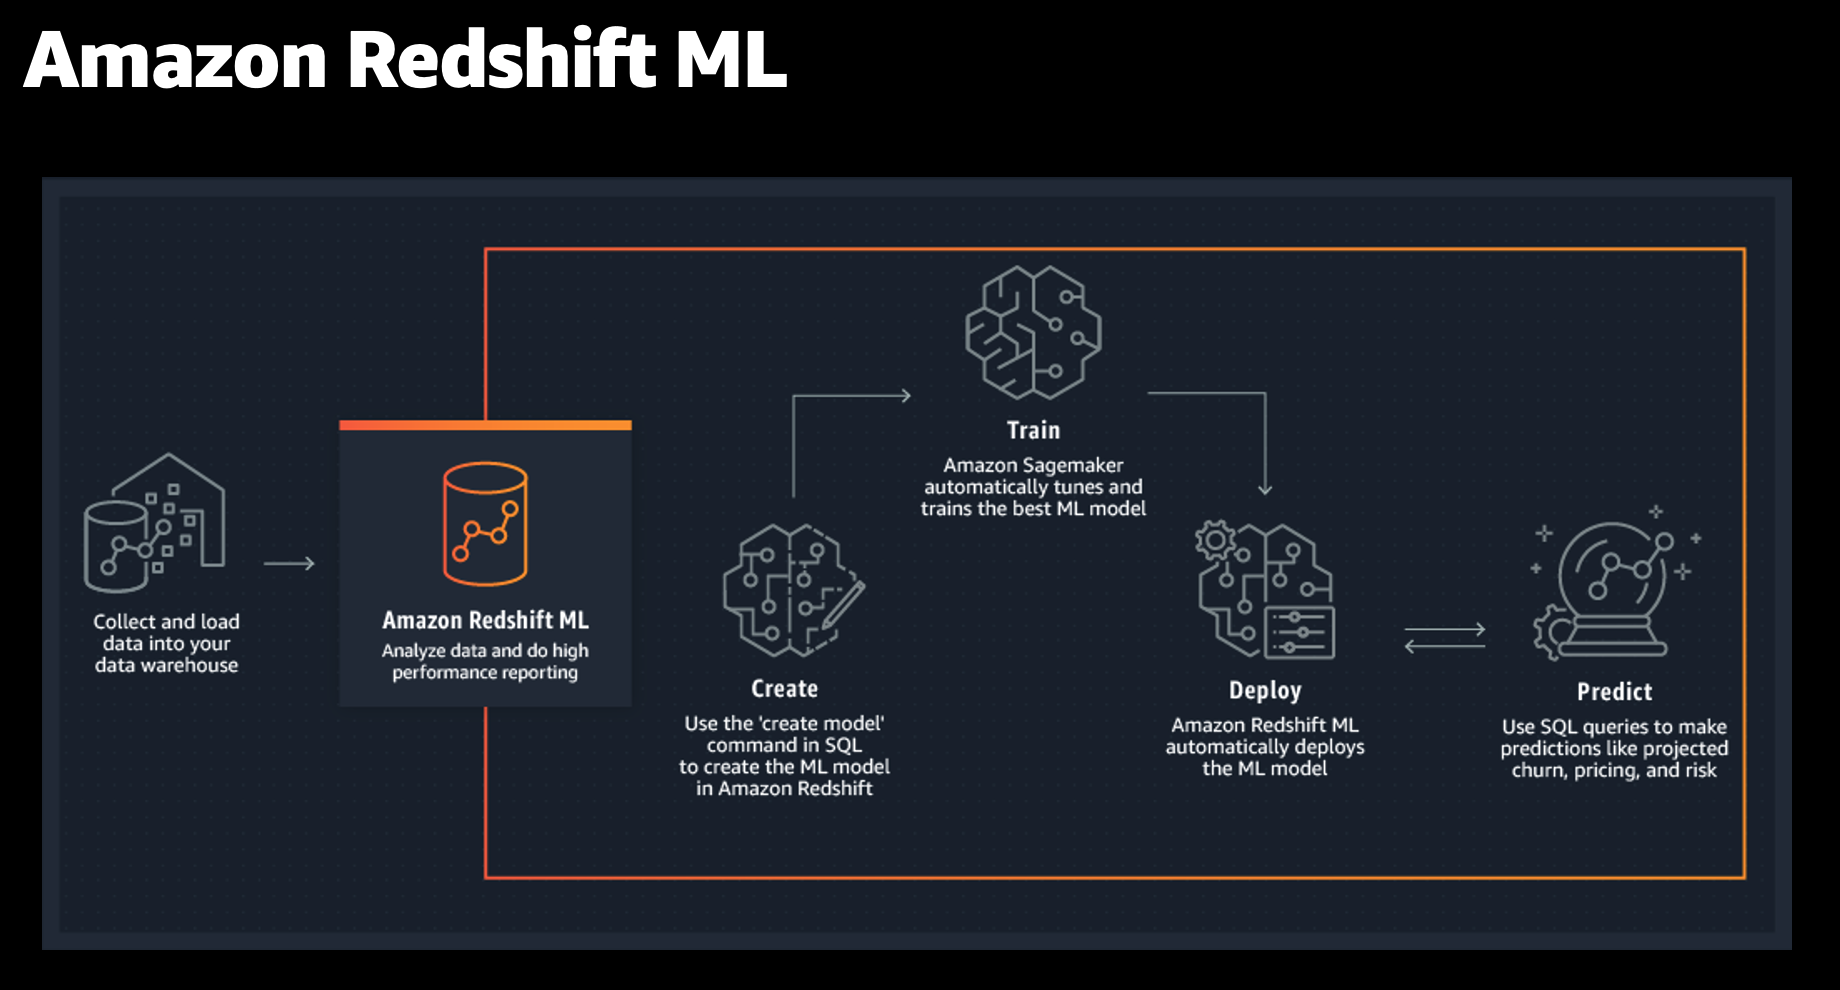 Amazon Redshift ML
Collect and load
data into your
data warehouse
Amazon Redshift ML
Analyze data and do high
performance reporting
Create
Use the 'create model'
command in SQL
to create the ML model
in Amazon Redshift
Train
Amazon Sagemaker
automatically tunes and
trains the best ML model
Deploy
Amazon Redshift ML
automatically deploys
the ML model
Predict
Use SQL queries to make
predictions like projected
churn, pricing, and risk